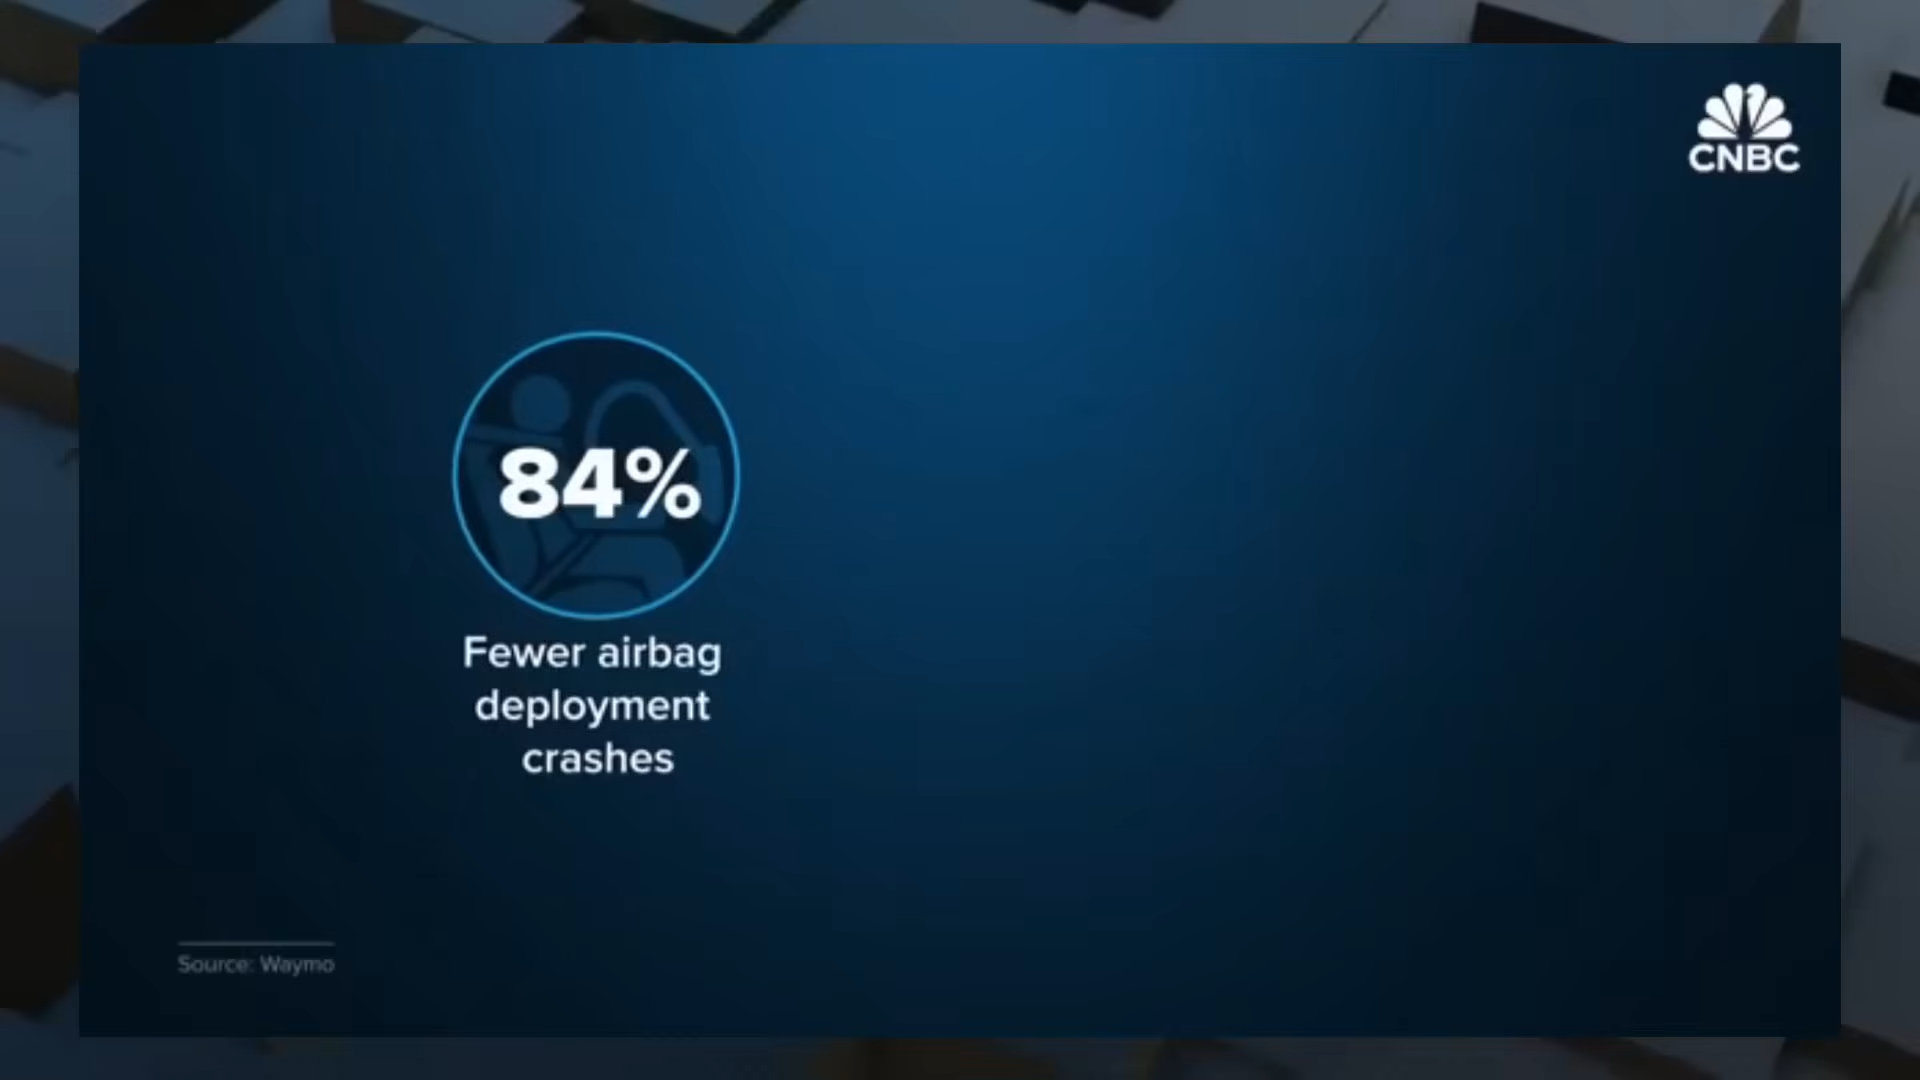 CNBC
84%
Fewer airbag
deployment
crashes
Source: Waymo